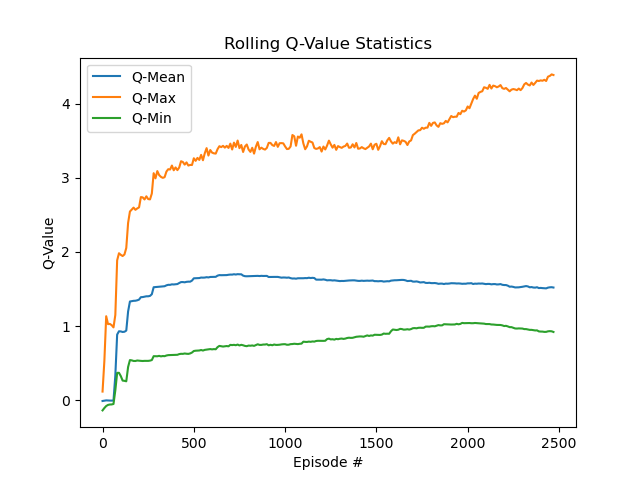 Rolling Q-Value Statistics
Q-Mean
Q-Max
Q-Min
Q-Value
4
3
2
1
0
0 500 1000 1500 2000 2500
Episode #